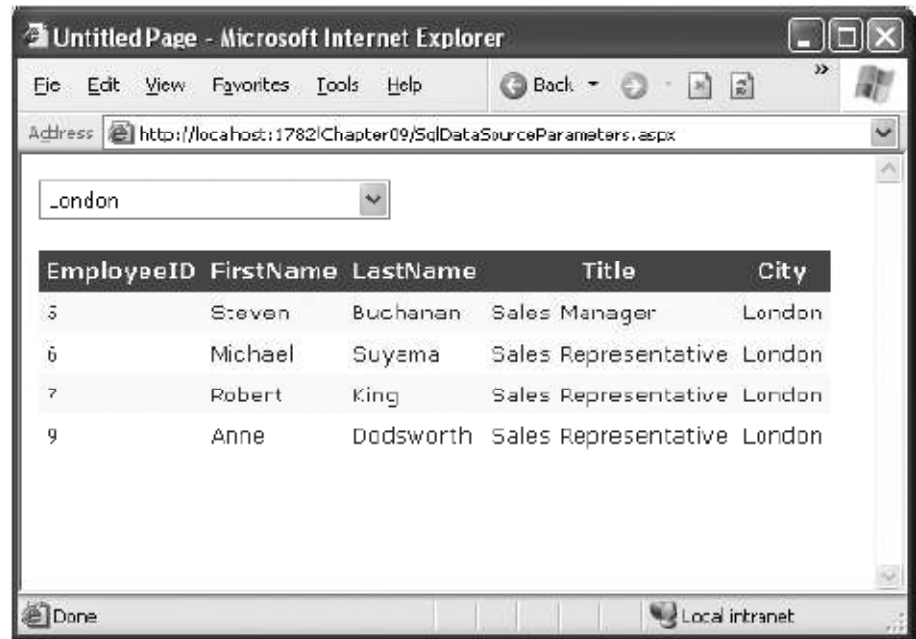 Untitled Page - Microsoft Internet Explorer
File Edit View Favorites Tools Help Back »
Address http://localhost:1782/Chapter09/SqlDataSourceParameters.aspx
London
EmployeeID FirstName LastName Title City
5 Steven Buchanan Sales Manager London
6 Michael Suyama Sales Representative London
7 Robert King Sales Representative London
9 Anne Dodsworth Sales Representative London
Done Local intranet